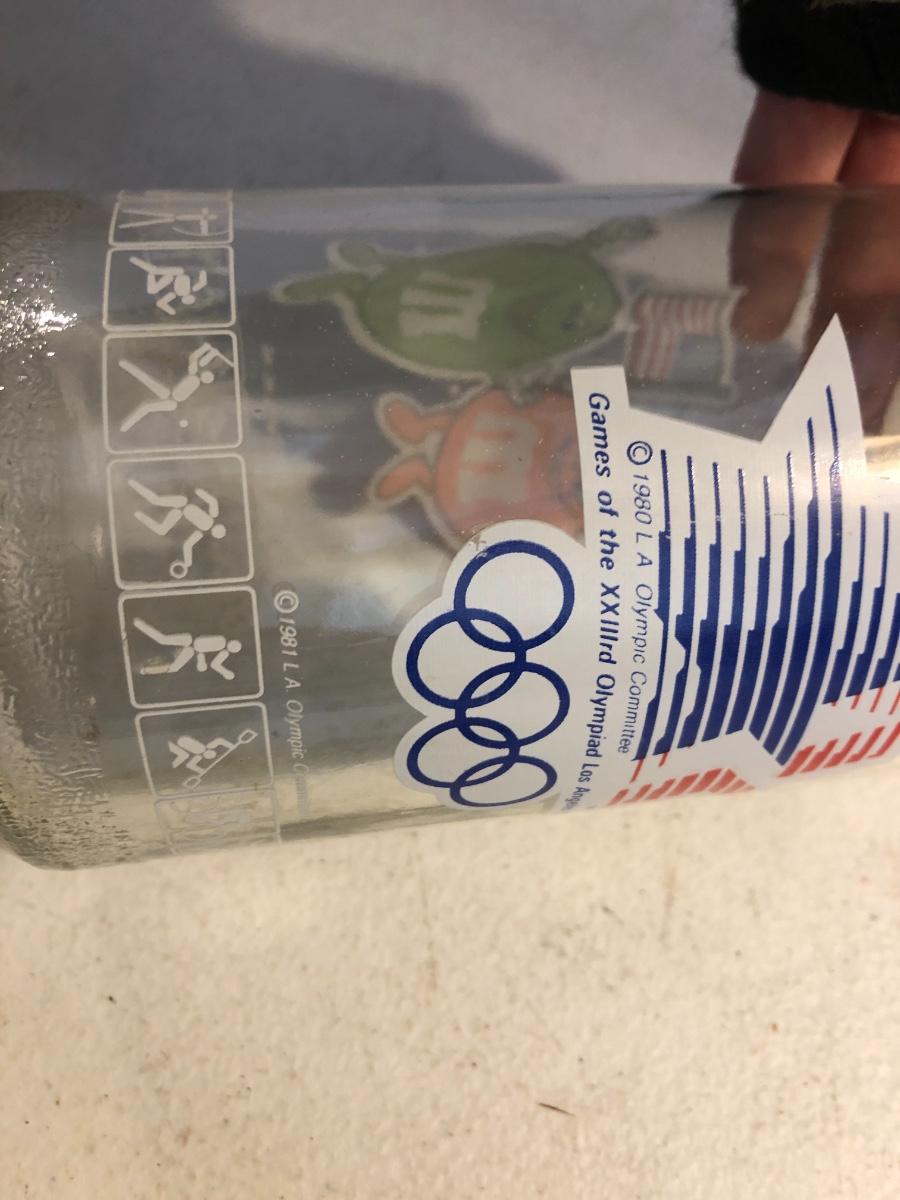 © 1980 L A Olympic Committee
Games of the XXIIIrd Olympiad Los
© 1981 L. A. Olympic
m
m